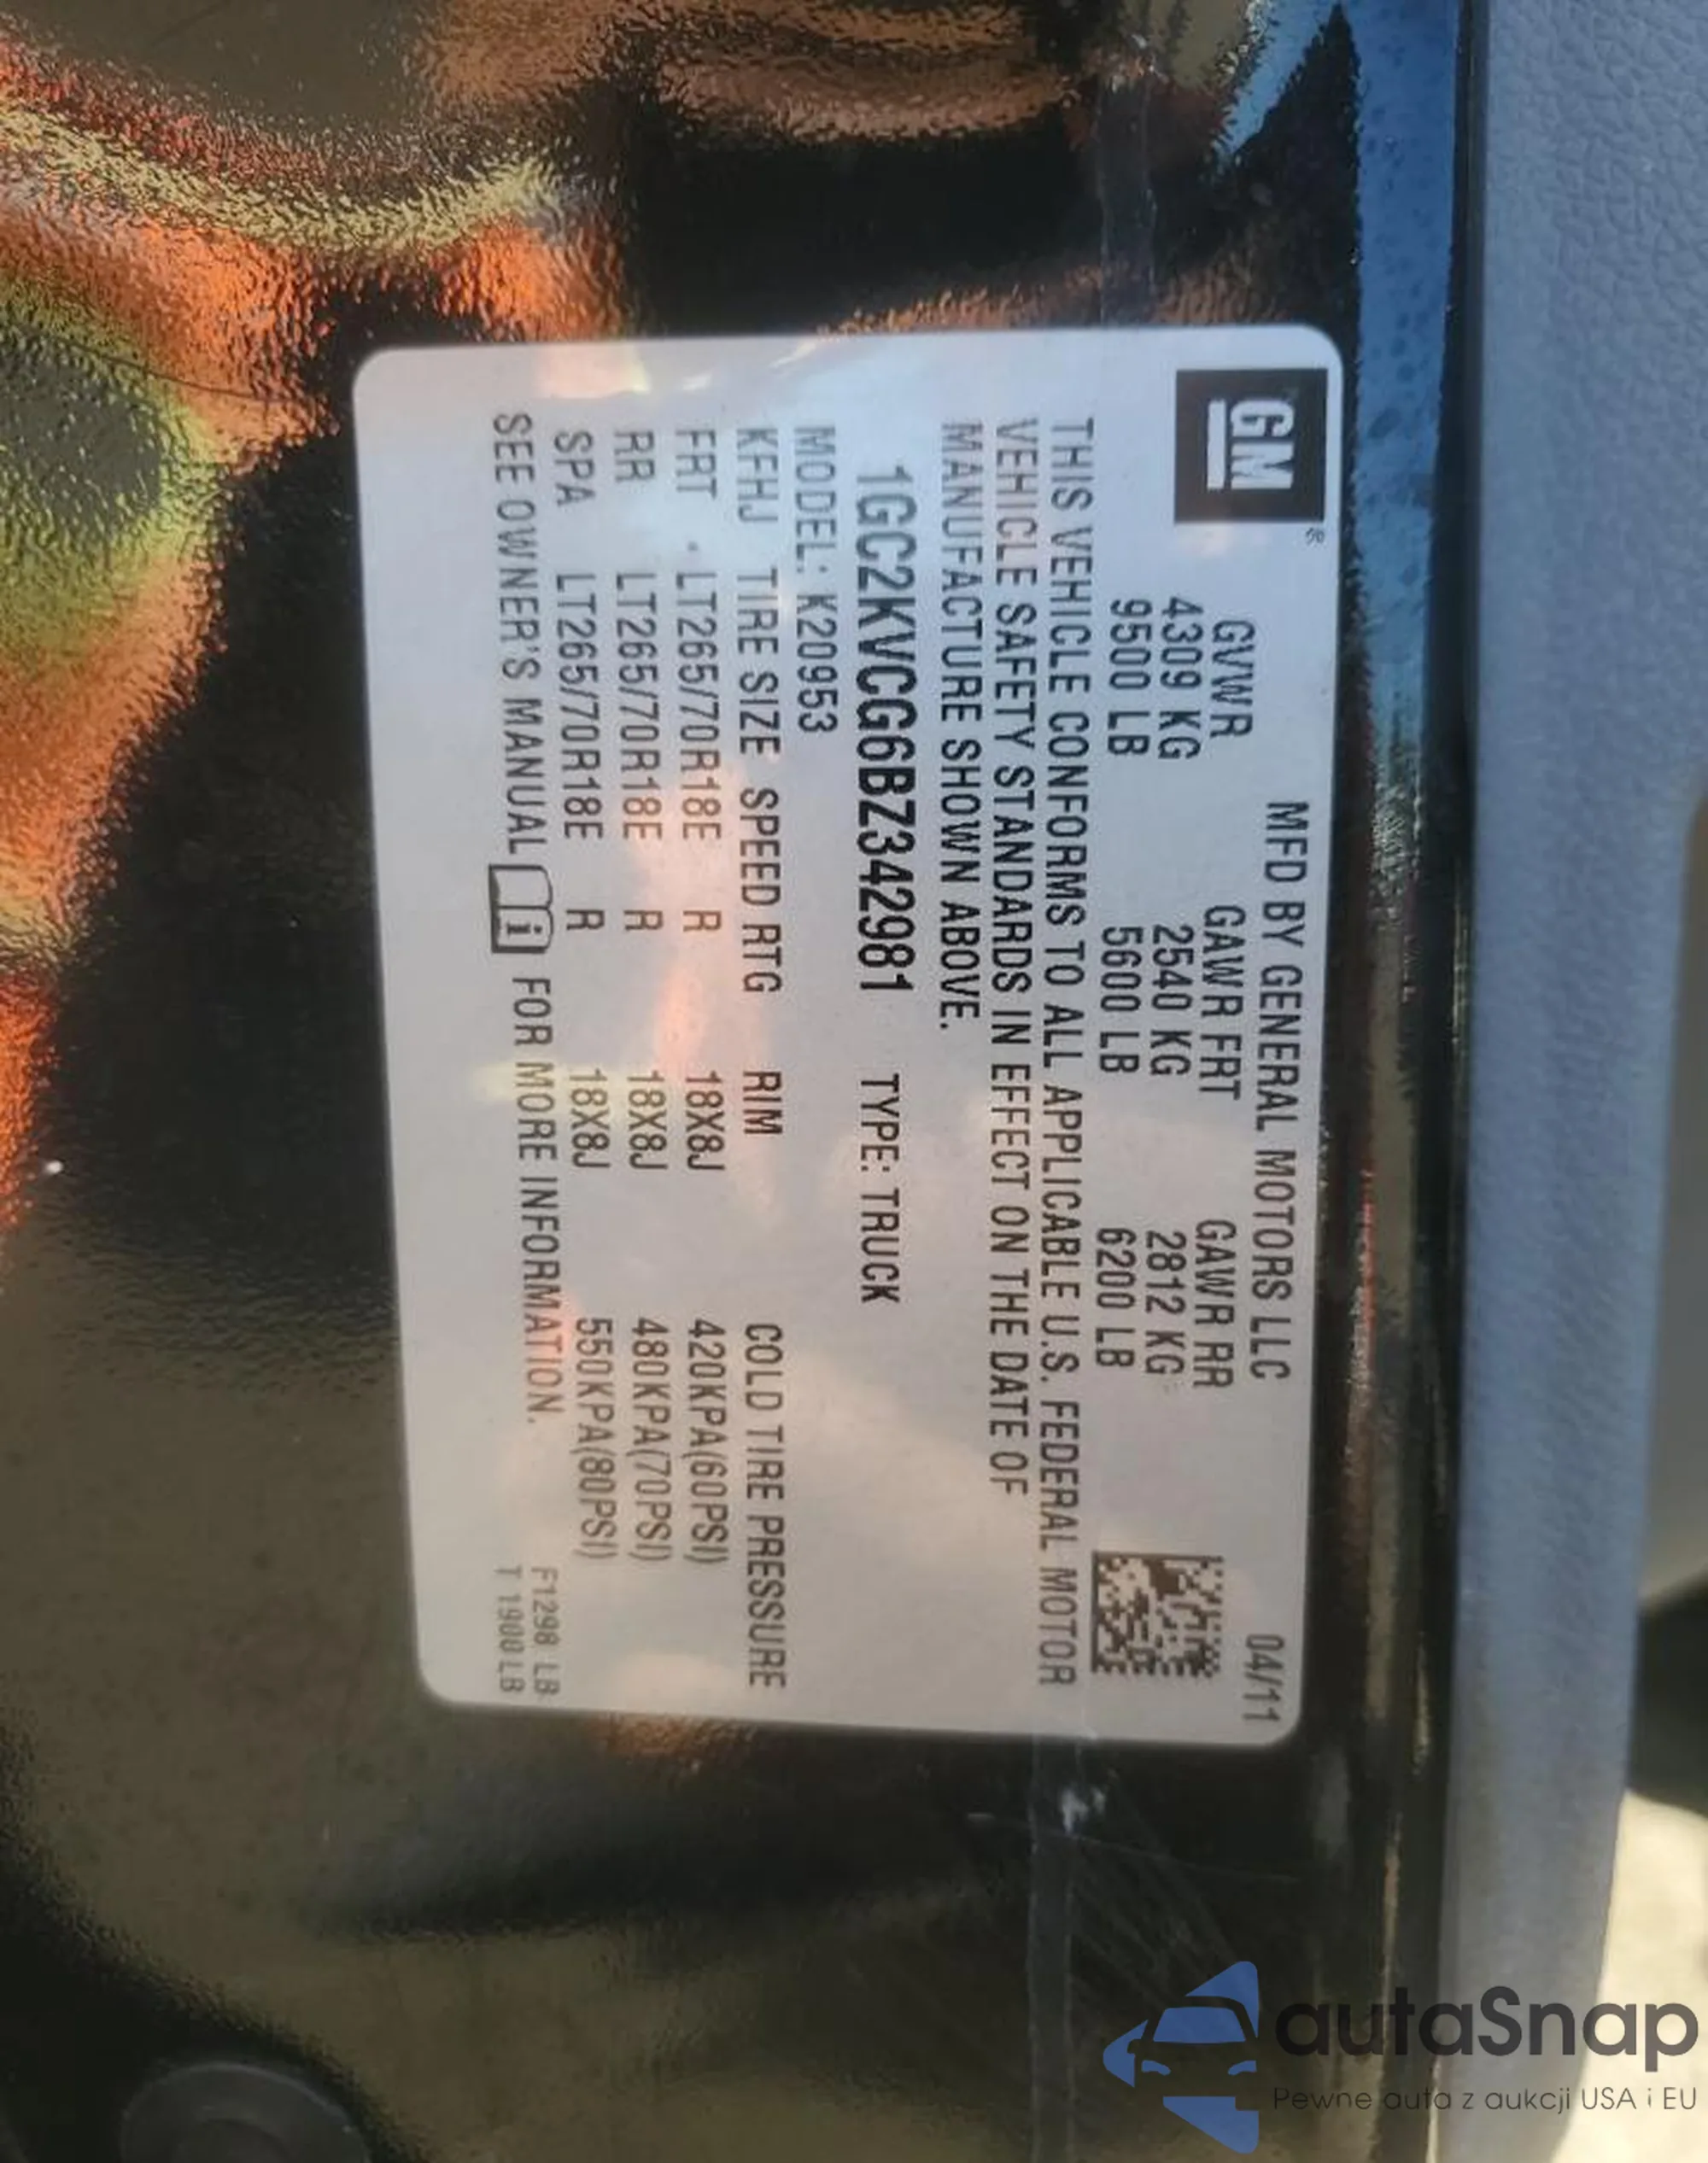 GM®
MFD BY GENERAL MOTORS LLC 04/11
GVWR GAWR FRT GAWR RR
4309 KG 2540 KG 2812 KG
9500 LB 5600 LB 6200 LB
THIS VEHICLE CONFORMS TO ALL APPLICABLE U.S. FEDERAL MOTOR
VEHICLE SAFETY STANDARDS IN EFFECT ON THE DATE OF
MANUFACTURE SHOWN ABOVE.
1GC2KVCG6BZ342981 TYPE: TRUCK
MODEL: K20953
KFHJ TIRE SIZE SPEED RTG RIM COLD TIRE PRESSURE
FRT LT265/70R18E R 18X8J 420KPA(60PSI)
RR LT265/70R18E R 18X8J 480KPA(70PSI)
SPA LT265/70R18E R 18X8J 550KPA(80PSI)
SEE OWNER'S MANUAL i FOR MORE INFORMATION.
F1298 LB
T 1900 LB
autaSnap
Pewne auta z aukcji USA i EU